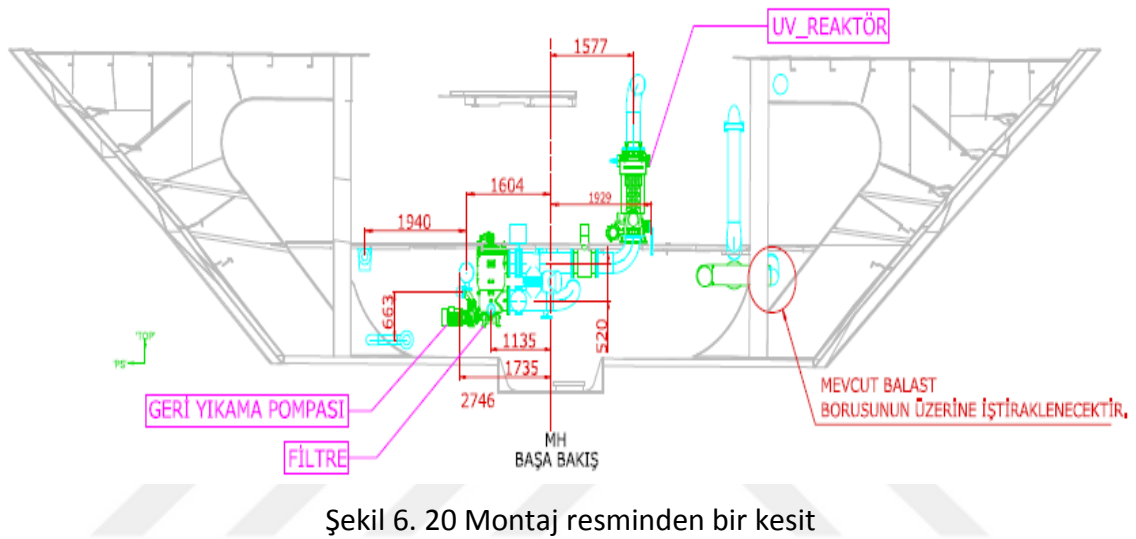 UV_REAKTÖR
1577
1604
1929
1940
663
520
1135
1735
2746
GERİ YIKAMA POMPASI
FİLTRE
MH
BAŞA BAKIŞ
MEVCUT BALAST
BORUSUNUN ÜZERİNE İŞTİRAKLENECEKTİR.
"TOP"
"PS"
Şekil 6. 20 Montaj resminden bir kesit